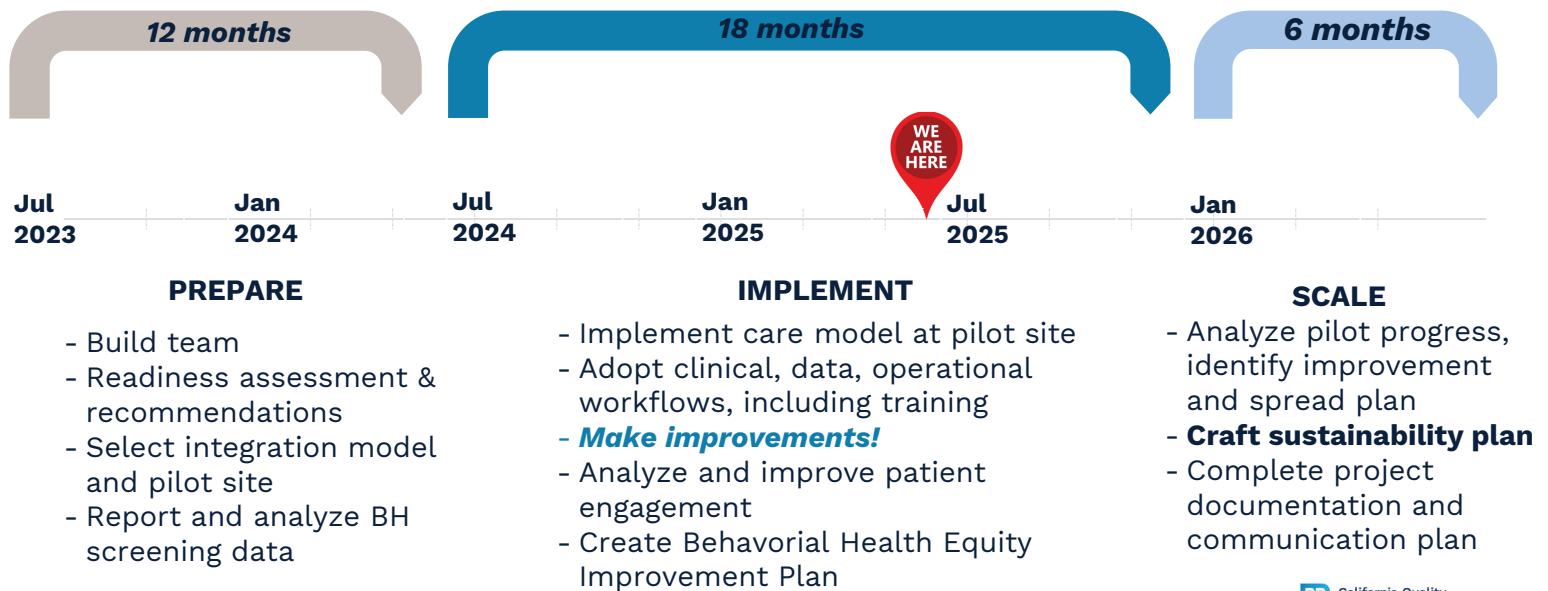 12 months
18 months
6 months
WE
ARE
HERE
Jul
2023
Jan
2024
Jul
2024
Jan
2025
Jul
2025
Jan
2026
PREPARE
- Build team
- Readiness assessment &
recommendations
- Select integration model
and pilot site
- Report and analyze BH
screening data
IMPLEMENT
- Implement care model at pilot site
- Adopt clinical, data, operational
workflows, including training
- Make improvements!
- Analyze and improve patient
engagement
- Create Behavorial Health Equity
Improvement Plan
SCALE
- Analyze pilot progress,
identify improvement
and spread plan
- Craft sustainability plan
- Complete project
documentation and
communication plan
California Quality